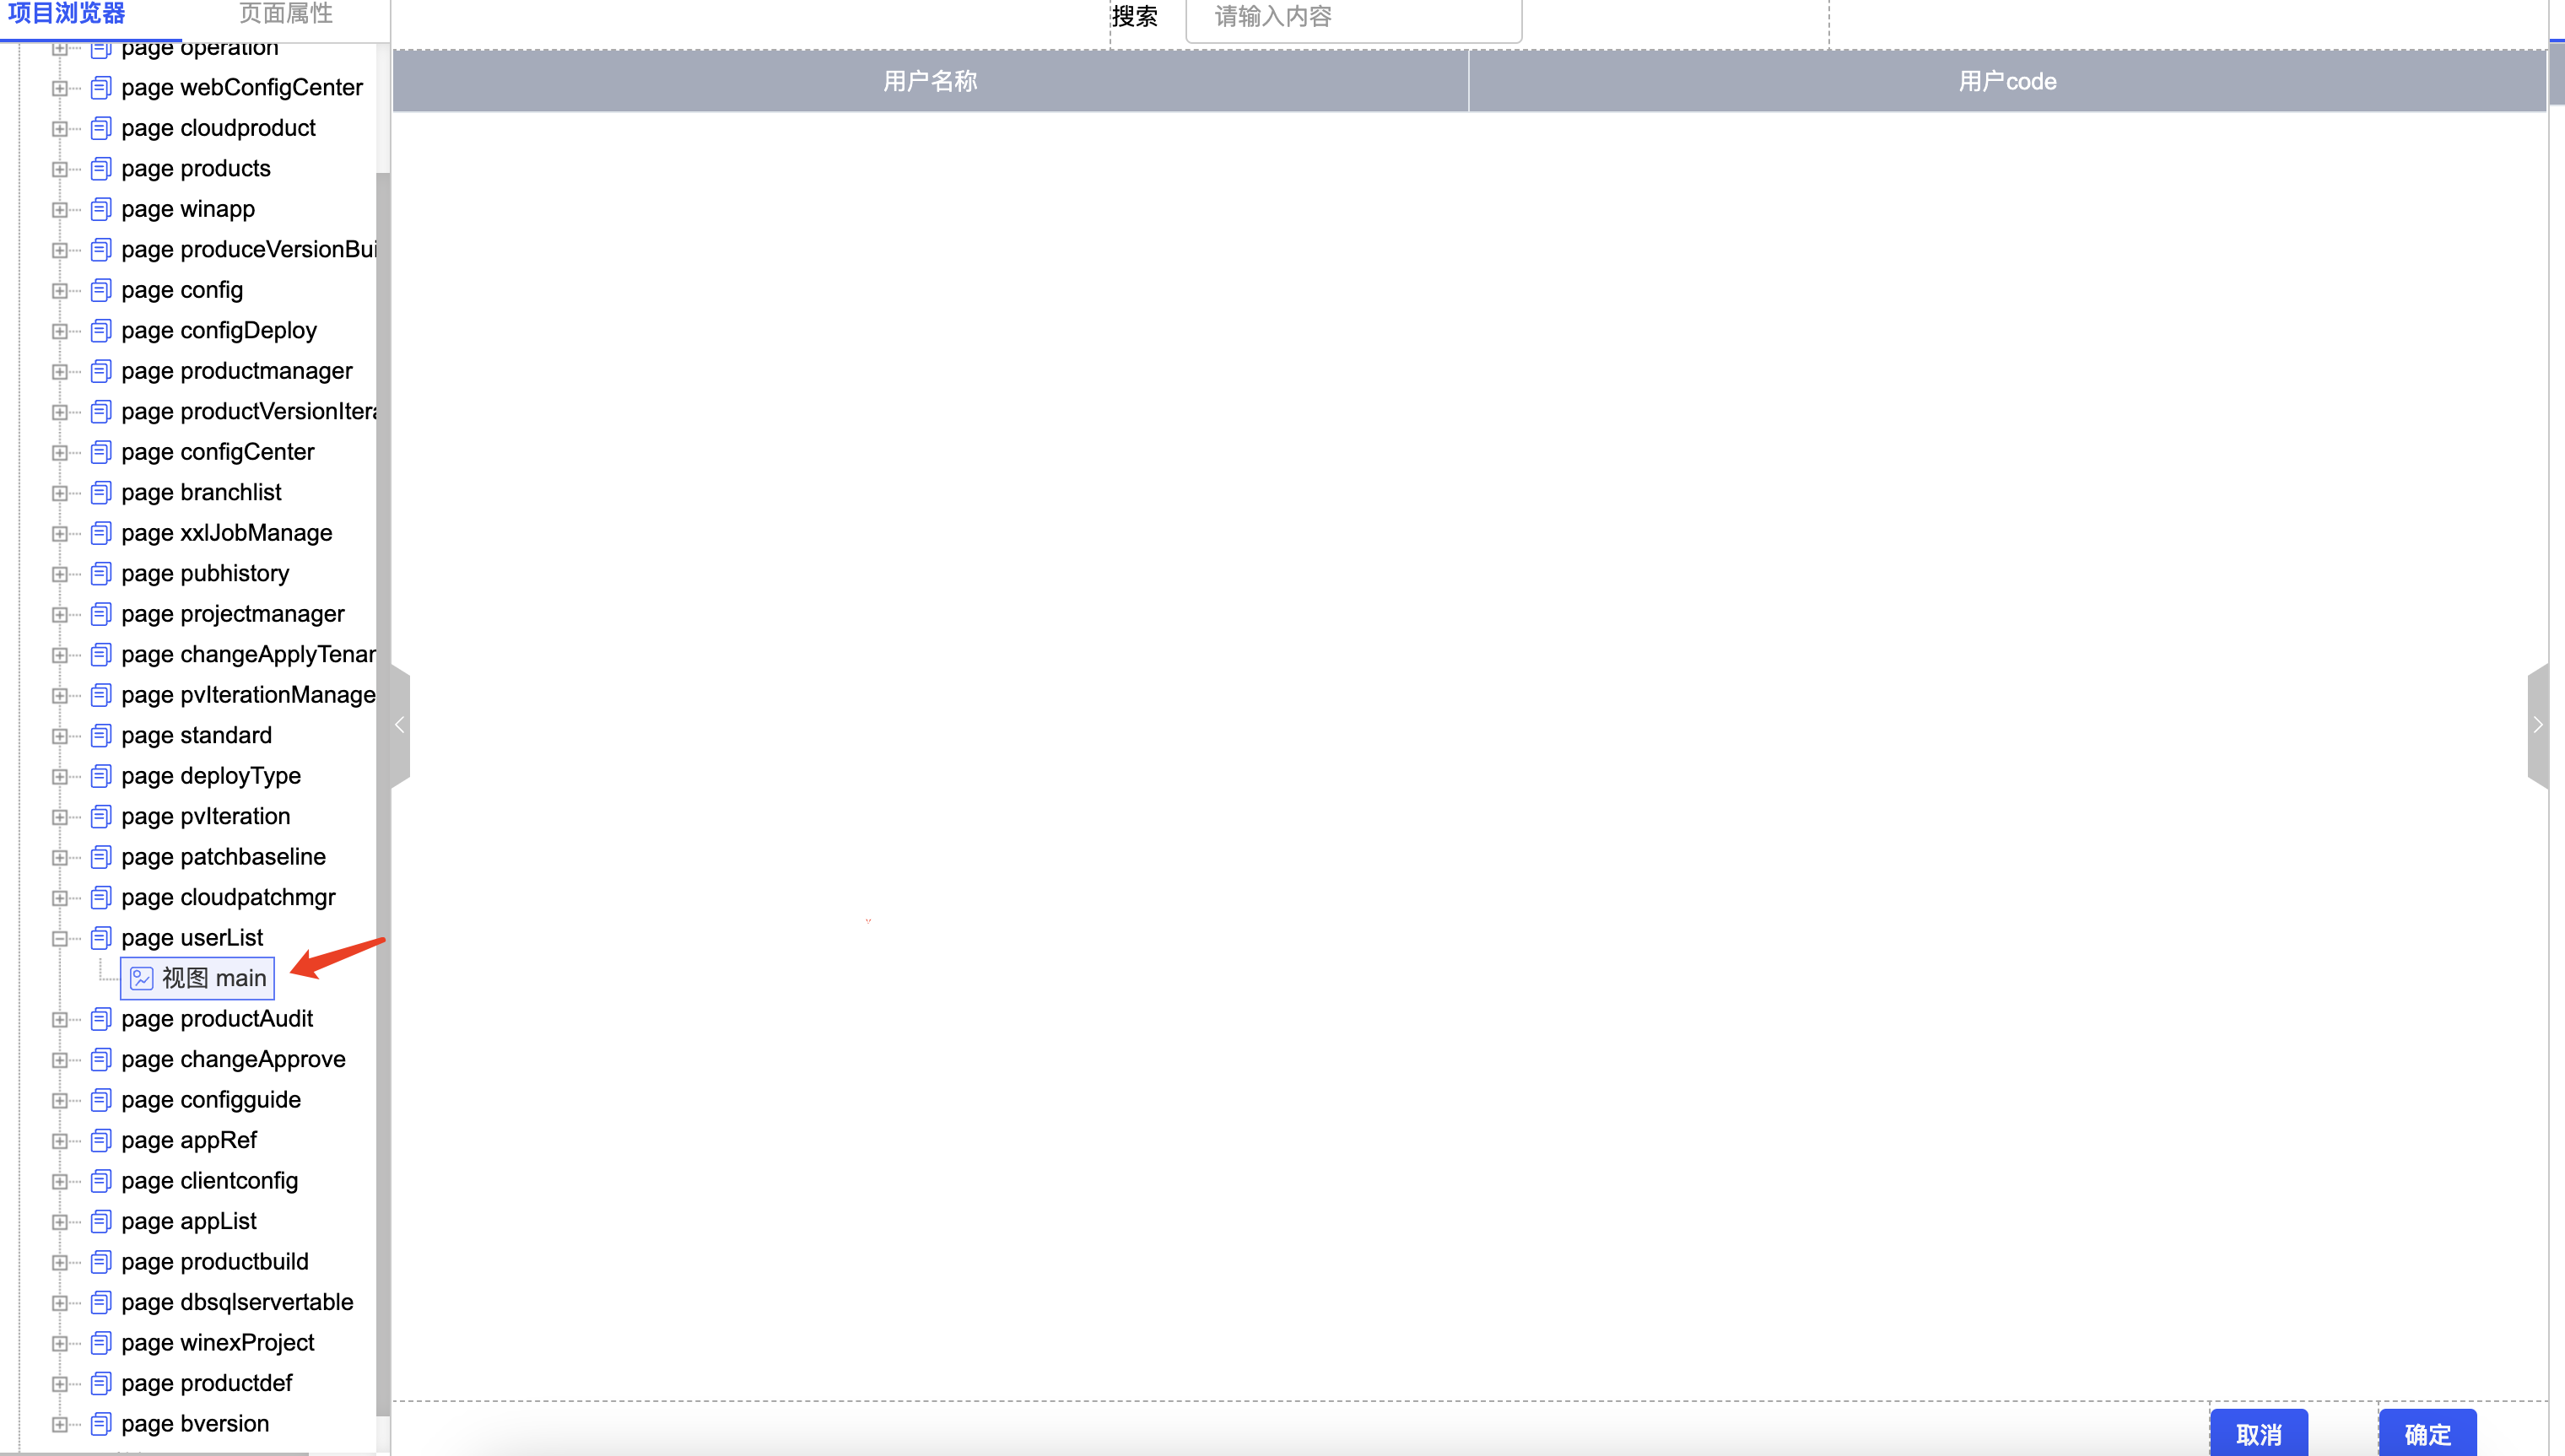 项目浏览器
页面属性
page operation
page webConfigCenter
page cloudproduct
page products
page winapp
page produceVersionBui
page config
page configDeploy
page productmanager
page productVersionItera
page configCenter
page branchlist
page xxlJobManage
page pubhistory
page projectmanager
page changeApplyTenan
page pvIterationManage
page standard
page deployType
page pvIteration
page patchbaseline
page cloudpatchmgr
page userList
视图 main
page productAudit
page changeApprove
page configguide
page appRef
page clientconfig
page appList
page productbuild
page dbsqlservertable
page winexProject
page productdef
page bversion
搜索 请输入内容
用户名称 用户code
取消 确定